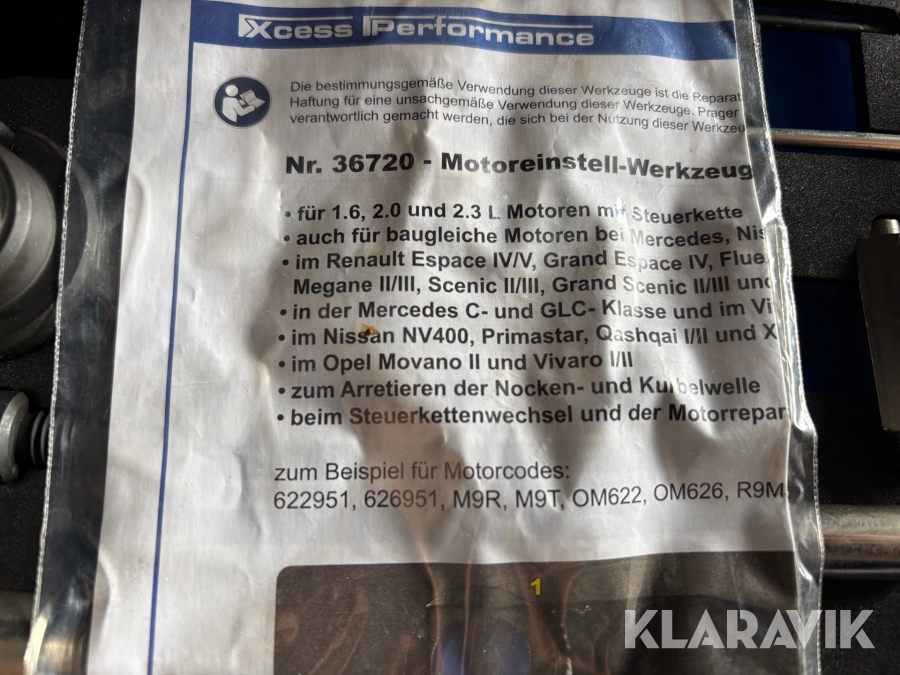 Xcess Performance
Die bestimmungsgemäße Verwendung dieser Werkzeuge ist die Reparat
Haftung für eine unsachgemäße Verwendung dieser Werkzeuge. Prager
verantwortlich gemacht werden, die sich bei der Nutzung dieser Werkzeu
Nr. 36720 - Motoreinstell-Werkzeug
• für 1.6, 2.0 und 2.3 L Motoren mit Steuerkette
• auch für baugleiche Motoren bei Mercedes, Nis
• im Renault Espace IV/V, Grand Espace IV, Flue
Megane II/III, Scenic II/III, Grand Scenic II/III und
• in der Mercedes C- und GLC- Klasse und im Vi
• im Nissan NV400, Primastar, Qashqai I/II und X
• im Opel Movano II und Vivaro I/II
• zum Arretieren der Nocken- und Kurbelwelle
• beim Steuerkettenwechsel und der Motorrepar
zum Beispiel für Motorcodes:
622951, 626951, M9R, M9T, OM622, OM626, R9M
1
KLARAVIK